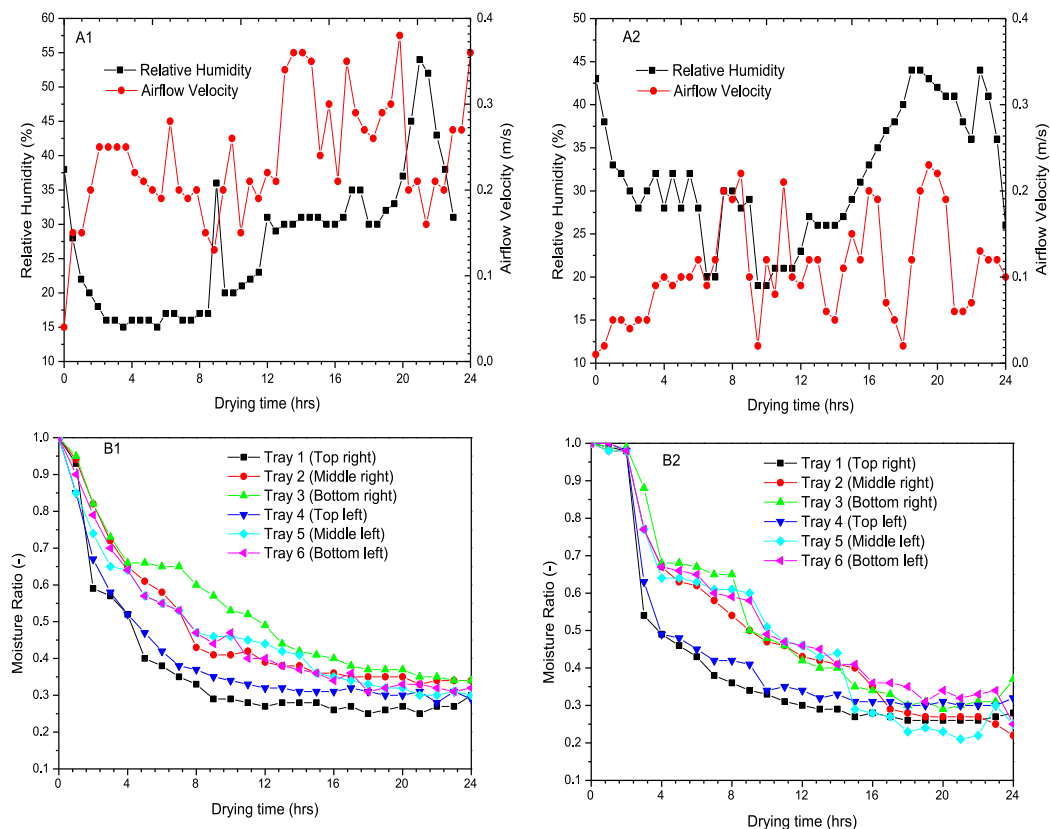 A1
Relative Humidity
Airflow Velocity
Relative Humidity (%)
60
55
50
45
40
35
30
25
20
15
10
0.4
0.3
0.2
0.1
0.0
Airflow Velocity (m/s)
0 4 8 12 16 20 24
Drying time (hrs)
A2
Relative Humidity
Airflow Velocity
Relative Humidity (%)
50
45
40
35
30
25
20
15
10
0.4
0.3
0.2
0.1
0.0
Airflow Velocity (m/s)
0 4 8 12 16 20 24
Drying time (hrs)
B1
Tray 1 (Top right)
Tray 2 (Middle right)
Tray 3 (Bottom right)
Tray 4 (Top left)
Tray 5 (Middle left)
Tray 6 (Bottom left)
Moisture Ratio (-)
1.0
0.9
0.8
0.7
0.6
0.5
0.4
0.3
0.2
0.1
0 4 8 12 16 20 24
Drying time (hrs)
B2
Tray 1 (Top right)
Tray 2 (Middle right)
Tray 3 (Bottom right)
Tray 4 (Top left)
Tray 5 (Middle left)
Tray 6 (Bottom left)
Moisture Ratio (-)
1.0
0.9
0.8
0.7
0.6
0.5
0.4
0.3
0.2
0.1
0 4 8 12 16 20 24
Drying time (hrs)